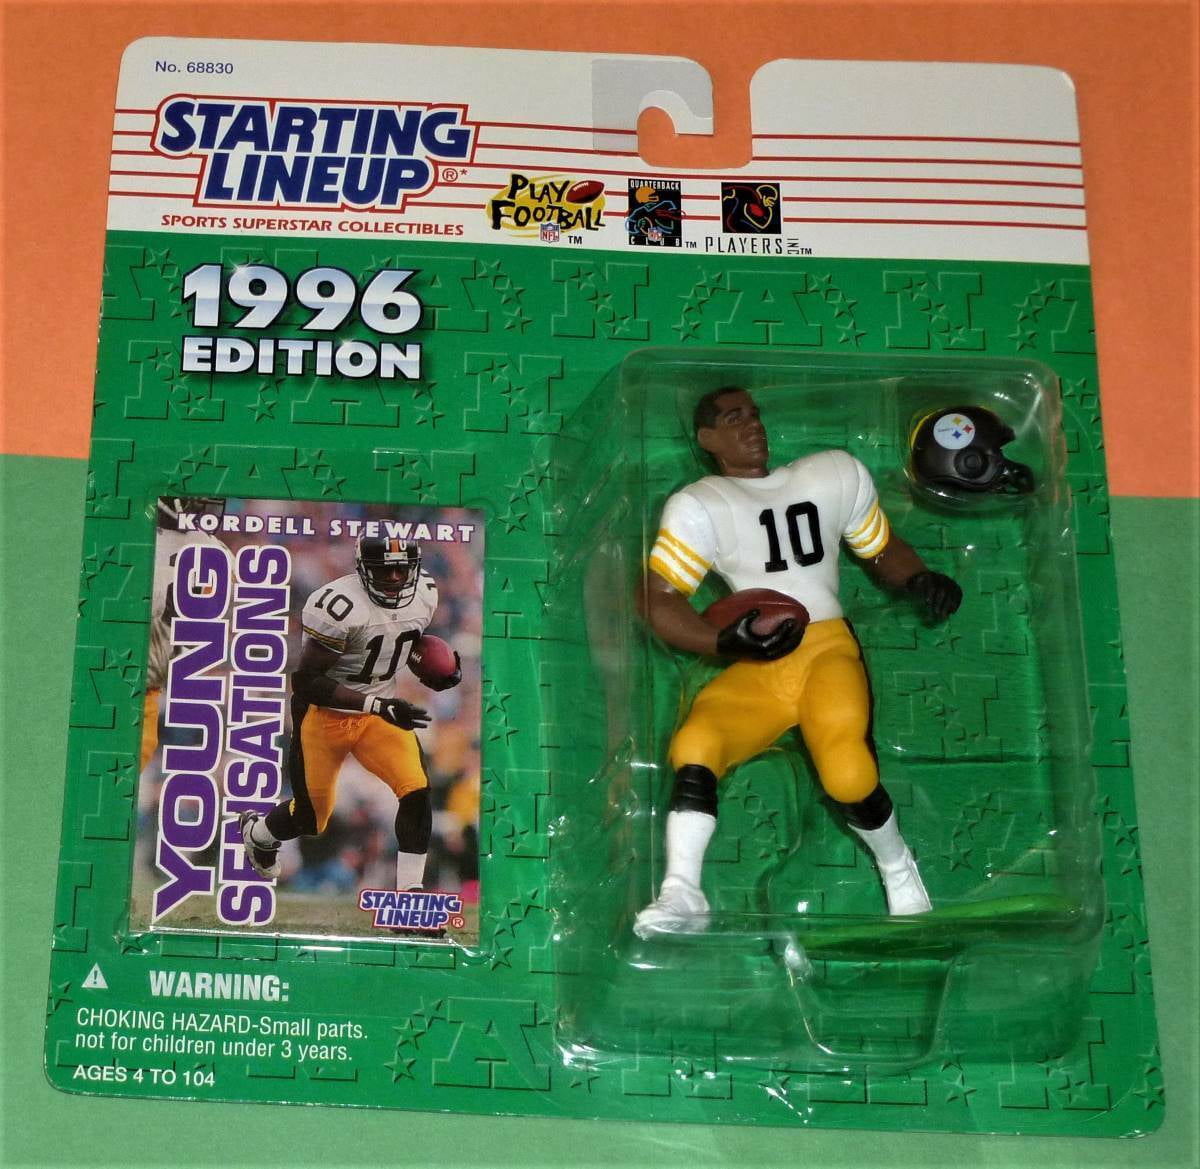 No. 68830
STARTING
LINEUP®*
SPORTS SUPERSTAR COLLECTIBLES
PLAY
FOOTBALL
NFL
TM
QUARTERBACK
CLUB
TM
PLAYERS INC TM
1996
EDITION
KORDELL STEWART
YOUNG
SENSATIONS
10
10
10
STARTING
LINEUP®
10
WARNING:
CHOKING HAZARD-Small parts.
not for children under 3 years.
AGES 4 TO 104